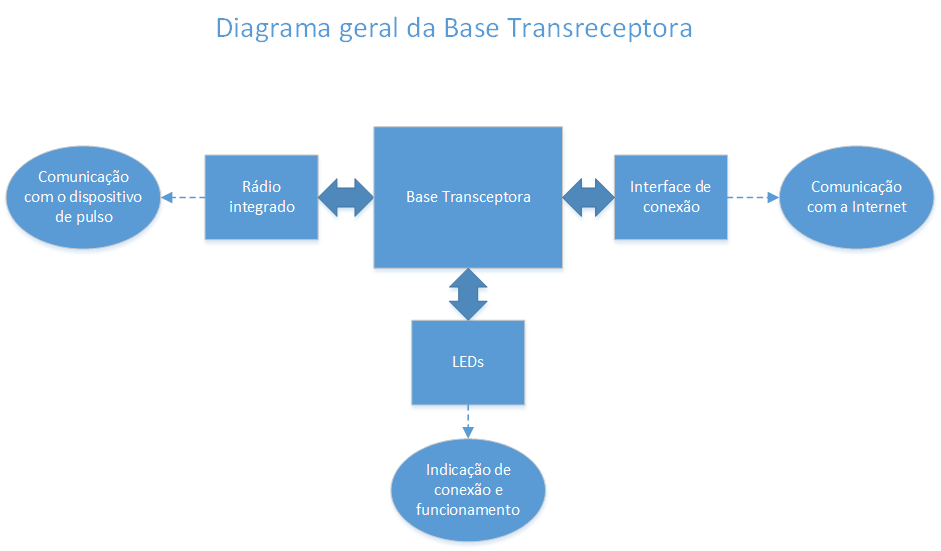 Diagrama geral da Base Transreceptora
Comunicação
com o dispositivo
de pulso
Rádio
integrado
Base Transceptora
Interface de
conexão
Comunicação
com a Internet
LEDs
Indicação de
conexão e
funcionamento